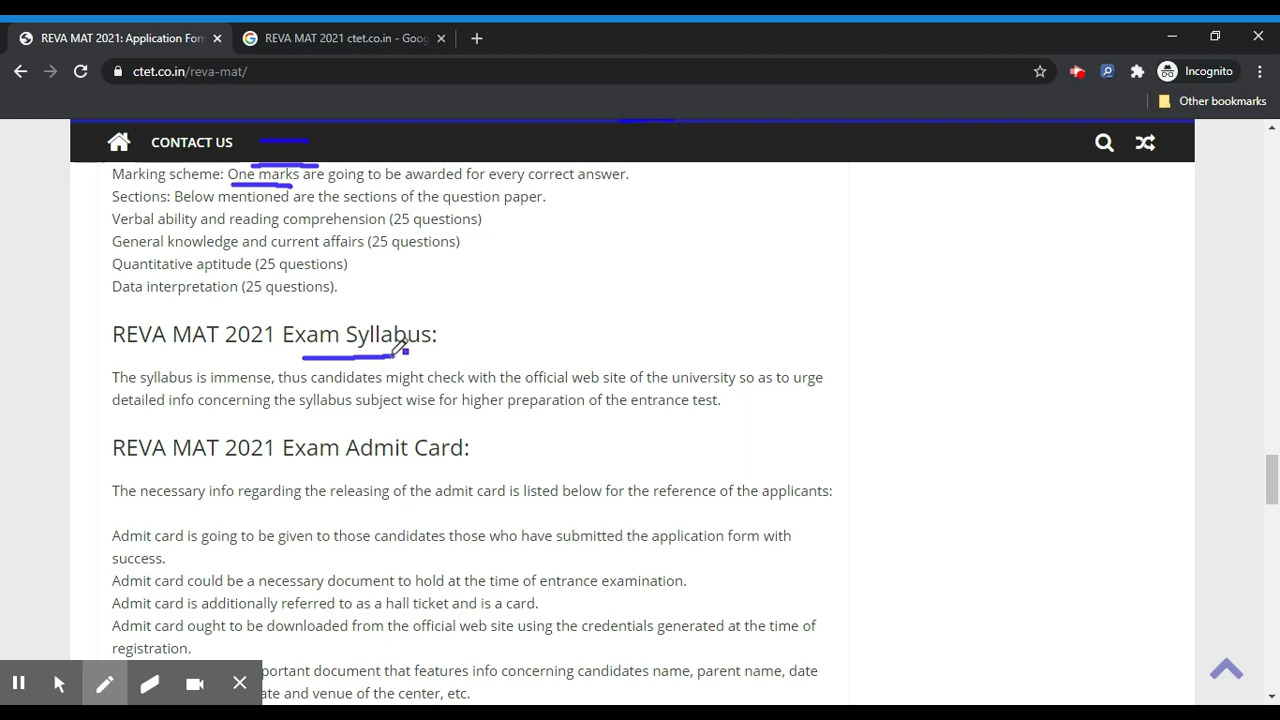 REVA MAT 2021: Application For
REVA MAT 2021 ctet.co.in - Goog
ctet.co.in/reva-mat/
Incognito
Other bookmarks
CONTACT US
Marking scheme: One marks are going to be awarded for every correct answer.
Sections: Below mentioned are the sections of the question paper.
Verbal ability and reading comprehension (25 questions)
General knowledge and current affairs (25 questions)
Quantitative aptitude (25 questions)
Data interpretation (25 questions).
REVA MAT 2021 Exam Syllabus:
The syllabus is immense, thus candidates might check with the official web site of the university so as to urge
detailed info concerning the syllabus subject wise for higher preparation of the entrance test.
REVA MAT 2021 Exam Admit Card:
The necessary info regarding the releasing of the admit card is listed below for the reference of the applicants:
Admit card is going to be given to those candidates those who have submitted the application form with
success.
Admit card could be a necessary document to hold at the time of entrance examination.
Admit card is additionally referred to as a hall ticket and is a card.
Admit card ought to be downloaded from the official web site using the credentials generated at the time of
registration.
portant document that features info concerning candidates name, parent name, date
ate and venue of the center, etc.